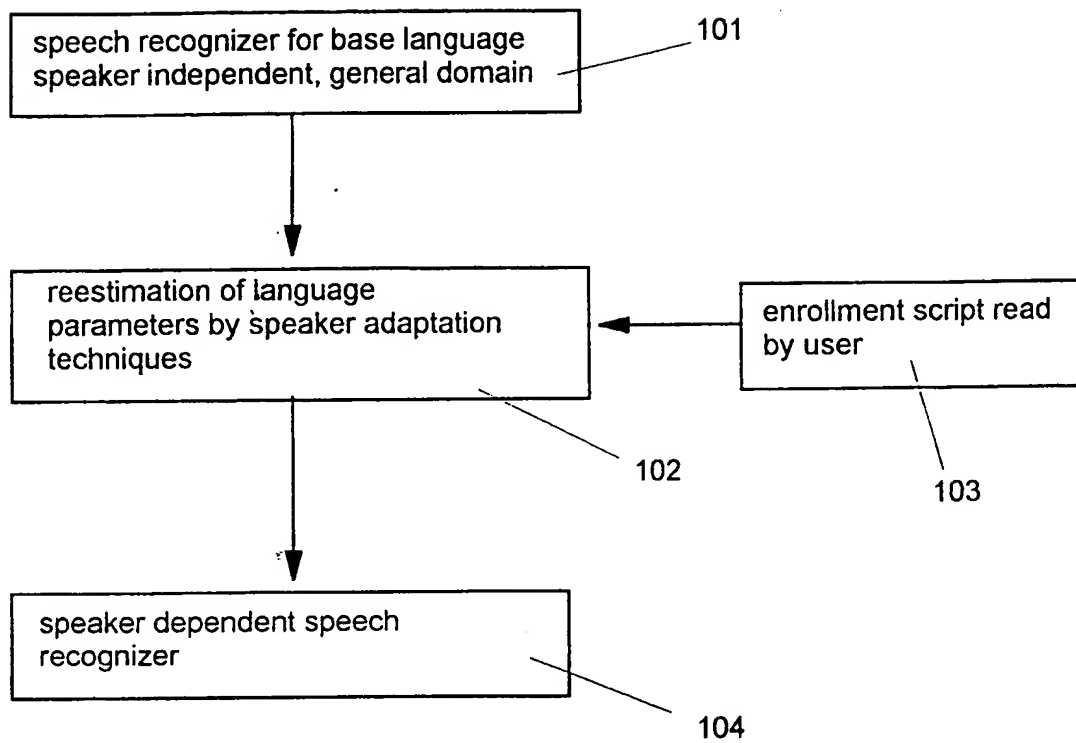 speech recognizer for base language
speaker independent, general domain
101
reestimation of language
parameters by speaker adaptation
techniques
enrollment script read
by user
102
103
speaker dependent speech
recognizer
104